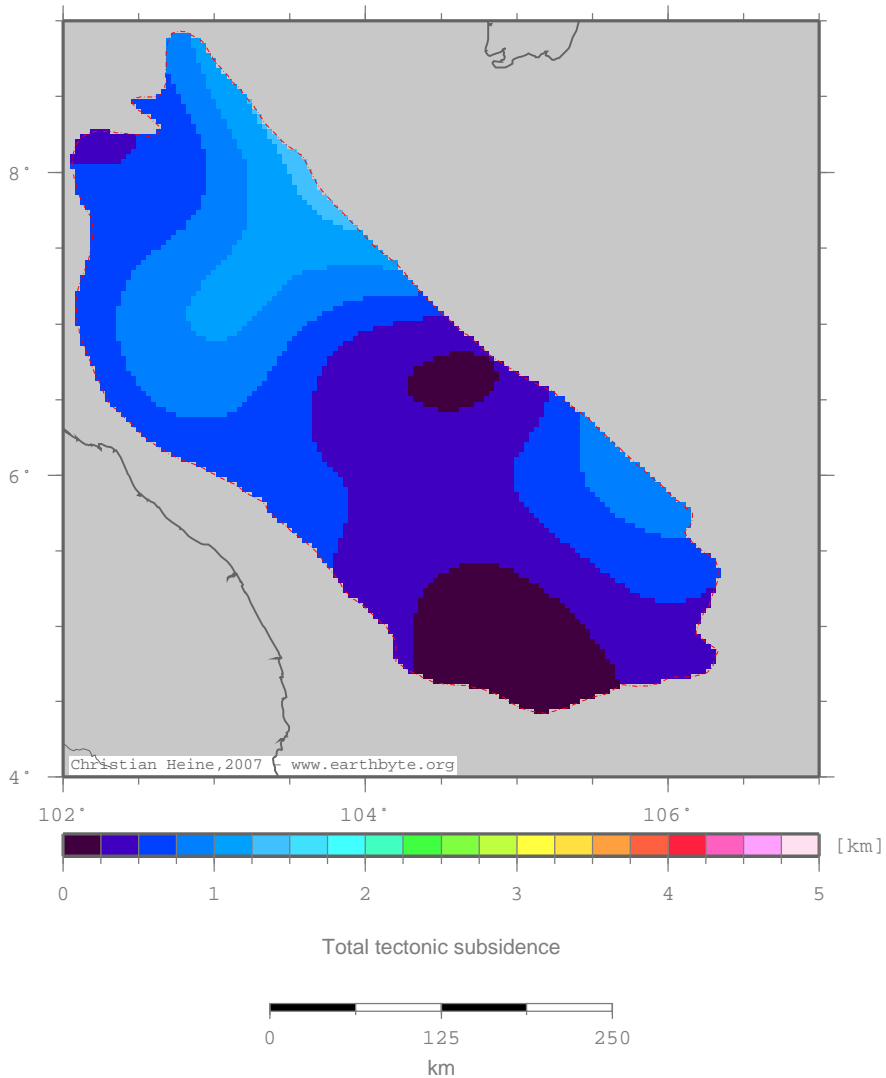 8°
6°
4°
Christian Heine,2007 - www.earthbyte.org
102° 104° 106°
[km]
0 1 2 3 4 5
Total tectonic subsidence
0 125 250
km